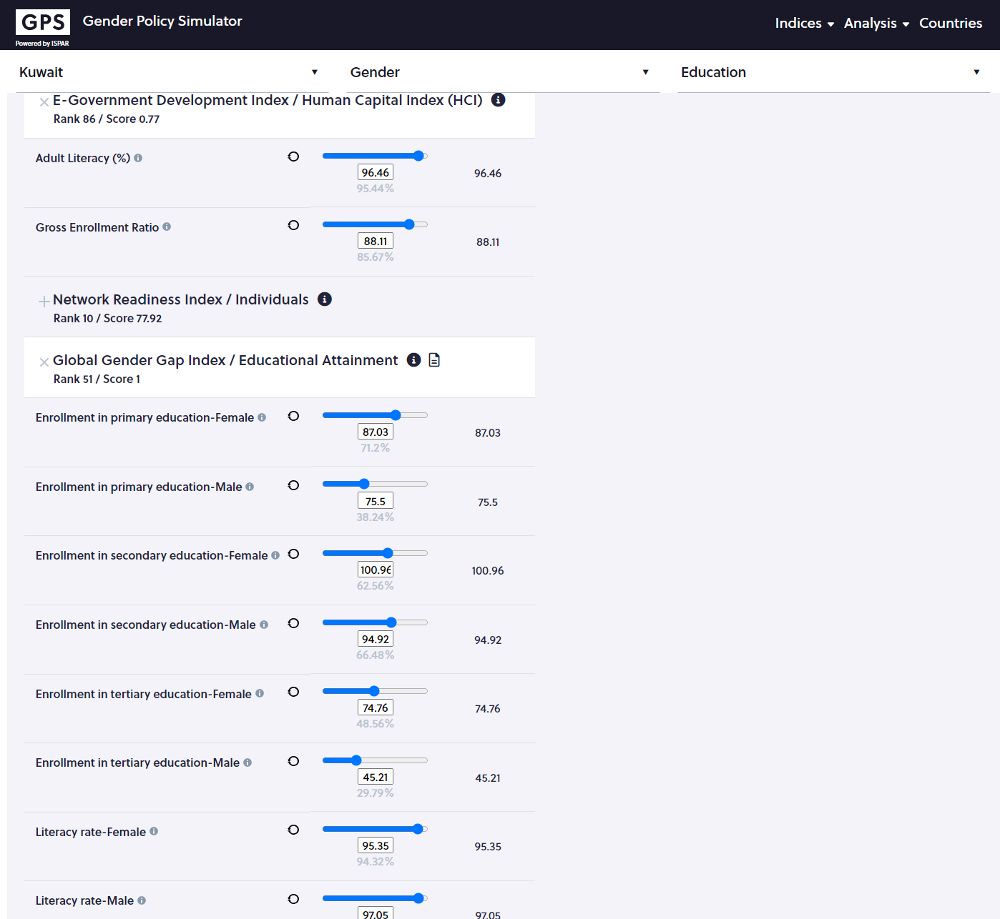 GPS
Powered by ISPAR
Gender Policy Simulator
Indices
Analysis
Countries
Kuwait
Gender
Education
E-Government Development Index / Human Capital Index (HCI)
Rank 86 / Score 0.77
Adult Literacy (%)
96.46
96.46
95.44%
Gross Enrollment Ratio
88.11
88.11
85.67%
Network Readiness Index / Individuals
Rank 10 / Score 77.92
Global Gender Gap Index / Educational Attainment
Rank 51 / Score 1
Enrollment in primary education-Female
87.03
87.03
71.2%
Enrollment in primary education-Male
75.5
75.5
38.24%
Enrollment in secondary education-Female
100.96
100.96
62.56%
Enrollment in secondary education-Male
94.92
94.92
66.48%
Enrollment in tertiary education-Female
74.76
74.76
48.56%
Enrollment in tertiary education-Male
45.21
45.21
29.79%
Literacy rate-Female
95.35
95.35
94.32%
Literacy rate-Male
97.05
97.05